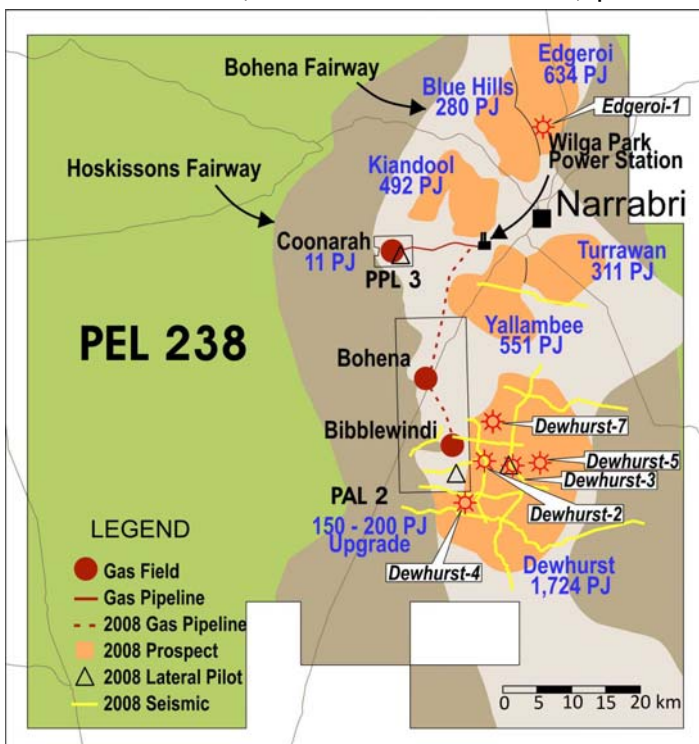 Edgeroi
634 PJ
Bohena Fairway
Blue Hills
280 PJ
Edgeroi-1
Wilga Park
Power Station
Kiandool
492 PJ
Hoskissons Fairway
Narrabri
Coonarah
11 PJ
PPL 3
Turrawan
311 PJ
PEL 238
Yallambee
551 PJ
Bohena
Bibblewindi
Dewhurst-7
Dewhurst-5
Dewhurst-3
Dewhurst-2
PAL 2
150 - 200 PJ
Upgrade
Dewhurst-4
Dewhurst
1,724 PJ
LEGEND
Gas Field
Gas Pipeline
2008 Gas Pipeline
2008 Prospect
2008 Lateral Pilot
2008 Seismic
0 5 10 15 20 km